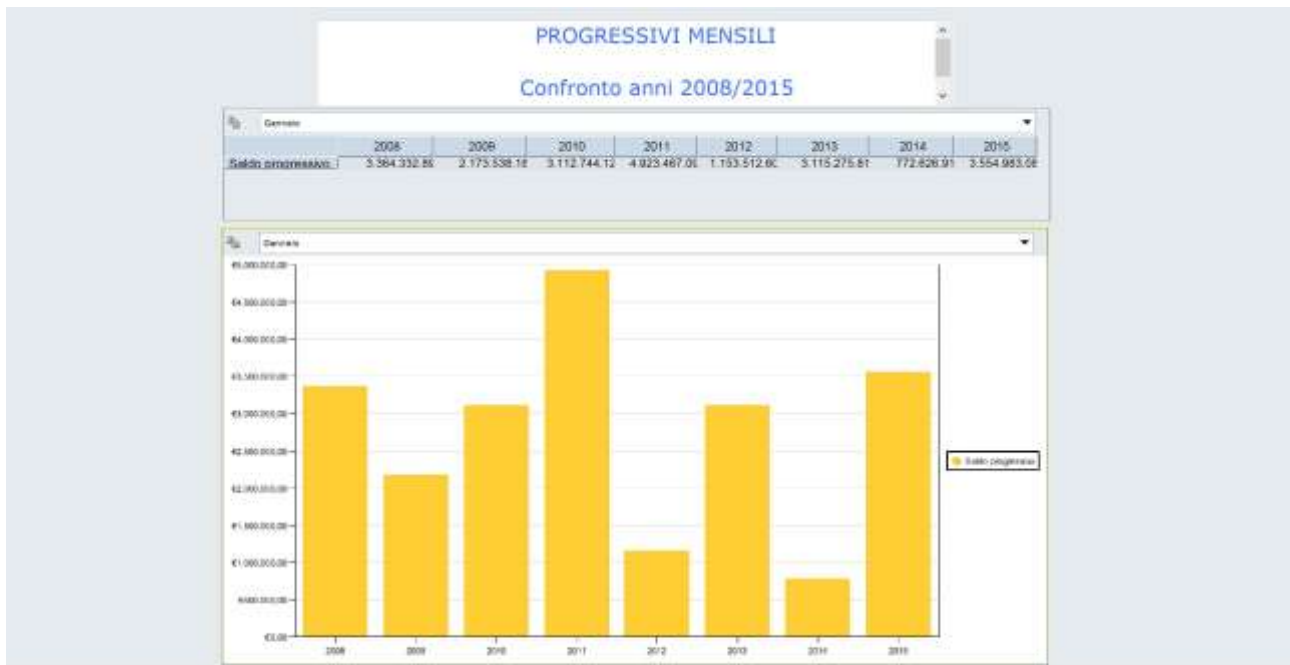 PROGRESSIVI MENSILI
Confronto anni 2008/2015
Gennaio
2008 2009 2010 2011 2012 2013 2014 2015
Saldo progressivo 3.364.332.89 2.173.538.18 3.112.744.12 4.923.467.09 1.153.512.60 3.115.275.81 772.626.91 3.554.983.08
Gennaio
€5.000.000,00
€4.500.000,00
€4.000.000,00
€3.500.000,00
€3.000.000,00
€2.500.000,00
Saldo progressivo
€2.000.000,00
€1.500.000,00
€1.000.000,00
€500.000,00
€0,00
2008 2009 2010 2011 2012 2013 2014 2015